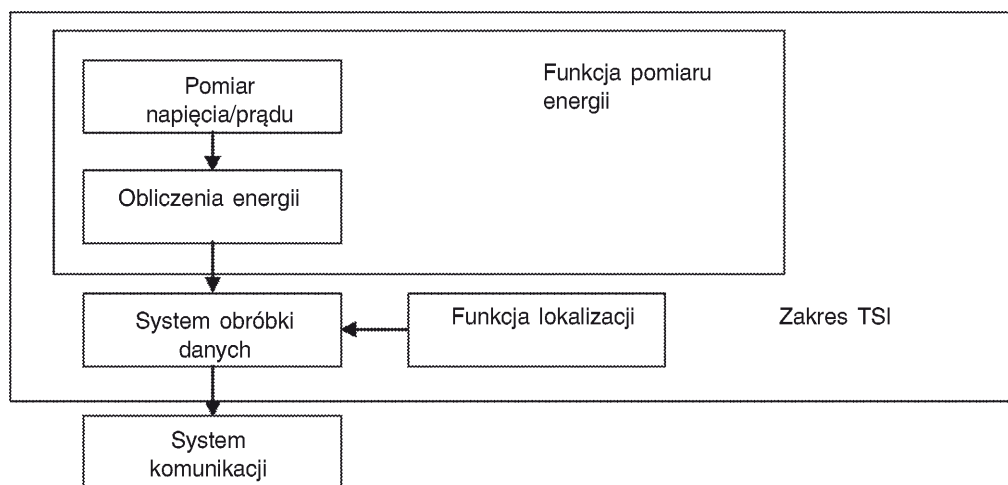 Pomiar
napięcia/prądu
Funkcja pomiaru
energii
Obliczenia energii
System obróbki
danych
Funkcja lokalizacji
Zakres TSI
System
komunikacji